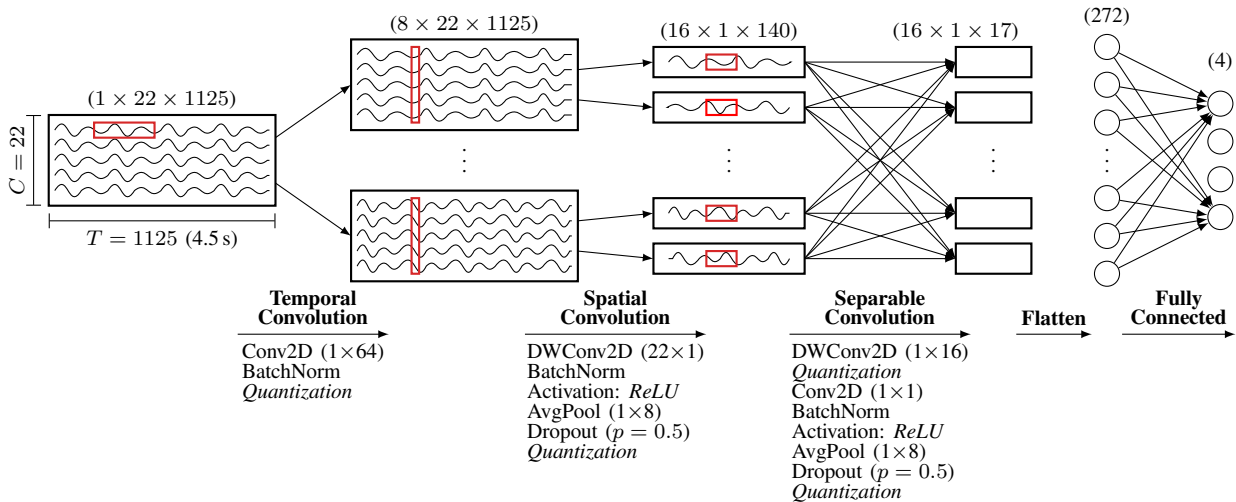 (1 × 22 × 1125)
C = 22
T = 1125 (4.5 s)
(8 × 22 × 1125)
(16 × 1 × 140)
(16 × 1 × 17)
(272)
(4)
Temporal
Convolution
Conv2D (1×64)
BatchNorm
Quantization
Spatial
Convolution
DWConv2D (22×1)
BatchNorm
Activation: ReLU
AvgPool (1×8)
Dropout (p = 0.5)
Quantization
Separable
Convolution
DWConv2D (1×16)
Quantization
Conv2D (1×1)
BatchNorm
Activation: ReLU
AvgPool (1×8)
Dropout (p = 0.5)
Quantization
Flatten
Fully
Connected